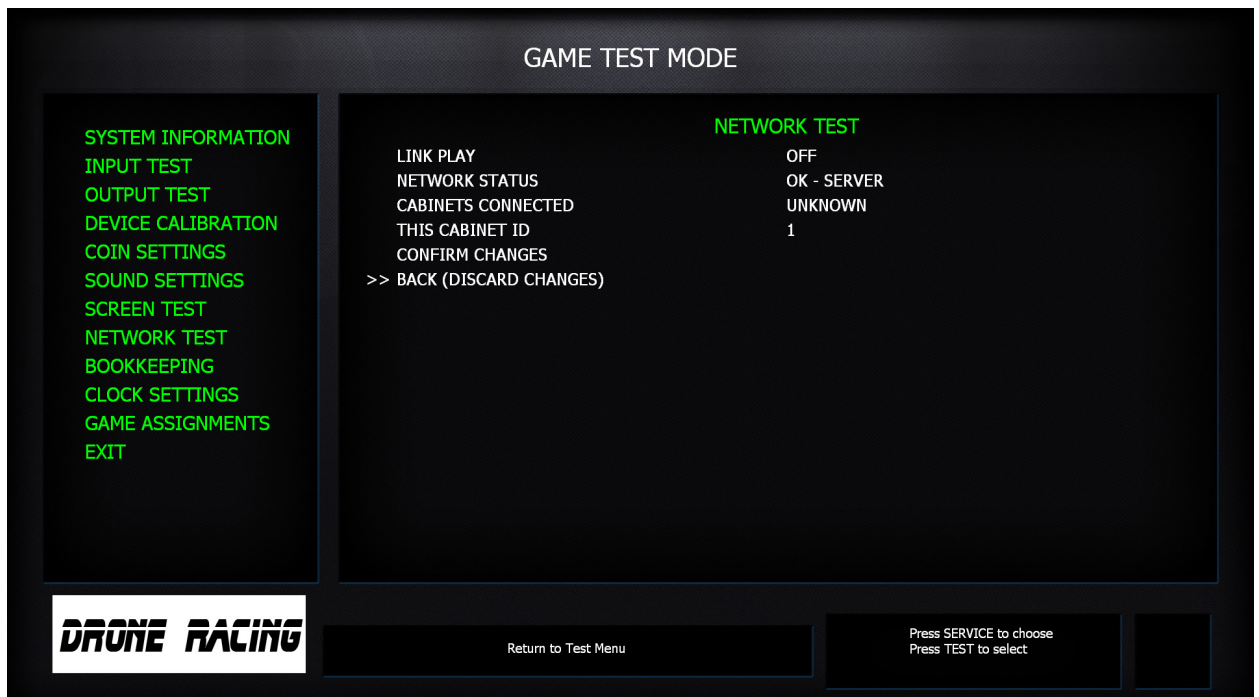 GAME TEST MODE
SYSTEM INFORMATION
INPUT TEST
OUTPUT TEST
DEVICE CALIBRATION
COIN SETTINGS
SOUND SETTINGS
SCREEN TEST
NETWORK TEST
BOOKKEEPING
CLOCK SETTINGS
GAME ASSIGNMENTS
EXIT
NETWORK TEST
LINK PLAY OFF
NETWORK STATUS OK - SERVER
CABINETS CONNECTED UNKNOWN
THIS CABINET ID 1
CONFIRM CHANGES
>> BACK (DISCARD CHANGES)
DRONE RACING
Return to Test Menu
Press SERVICE to choose
Press TEST to select